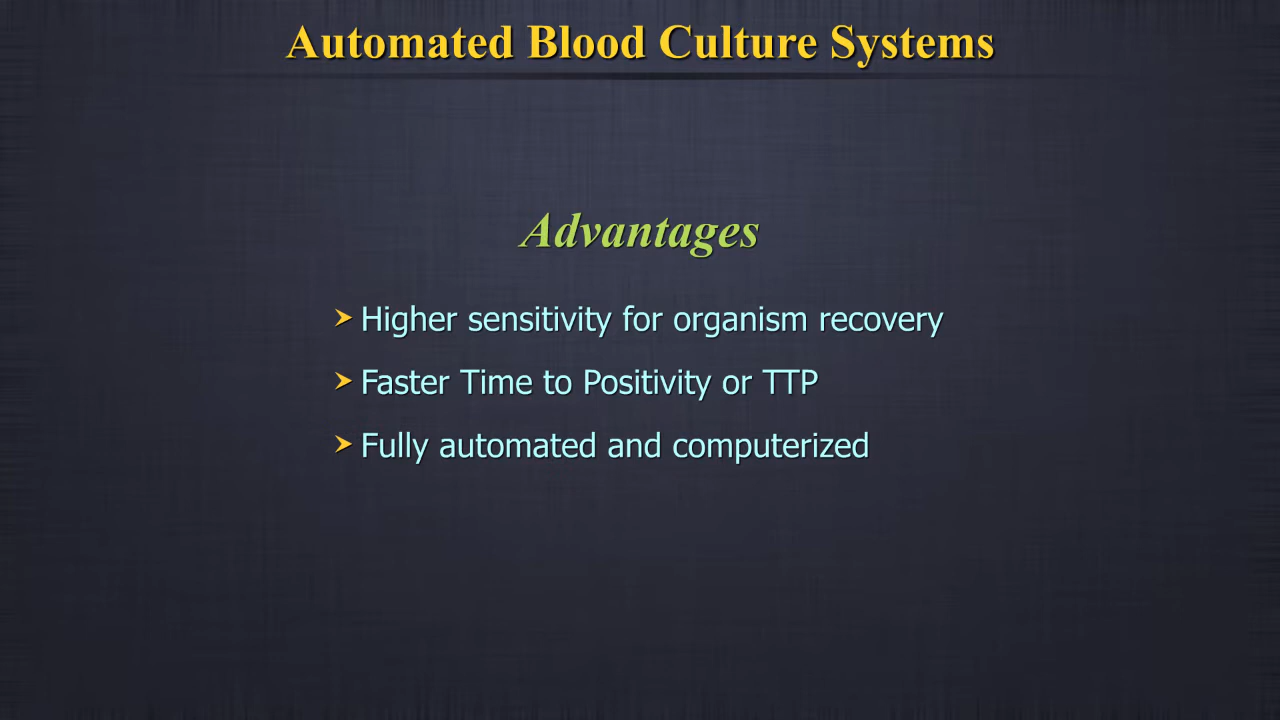 Automated Blood Culture Systems
Advantages
Higher sensitivity for organism recovery
Faster Time to Positivity or TTP
Fully automated and computerized